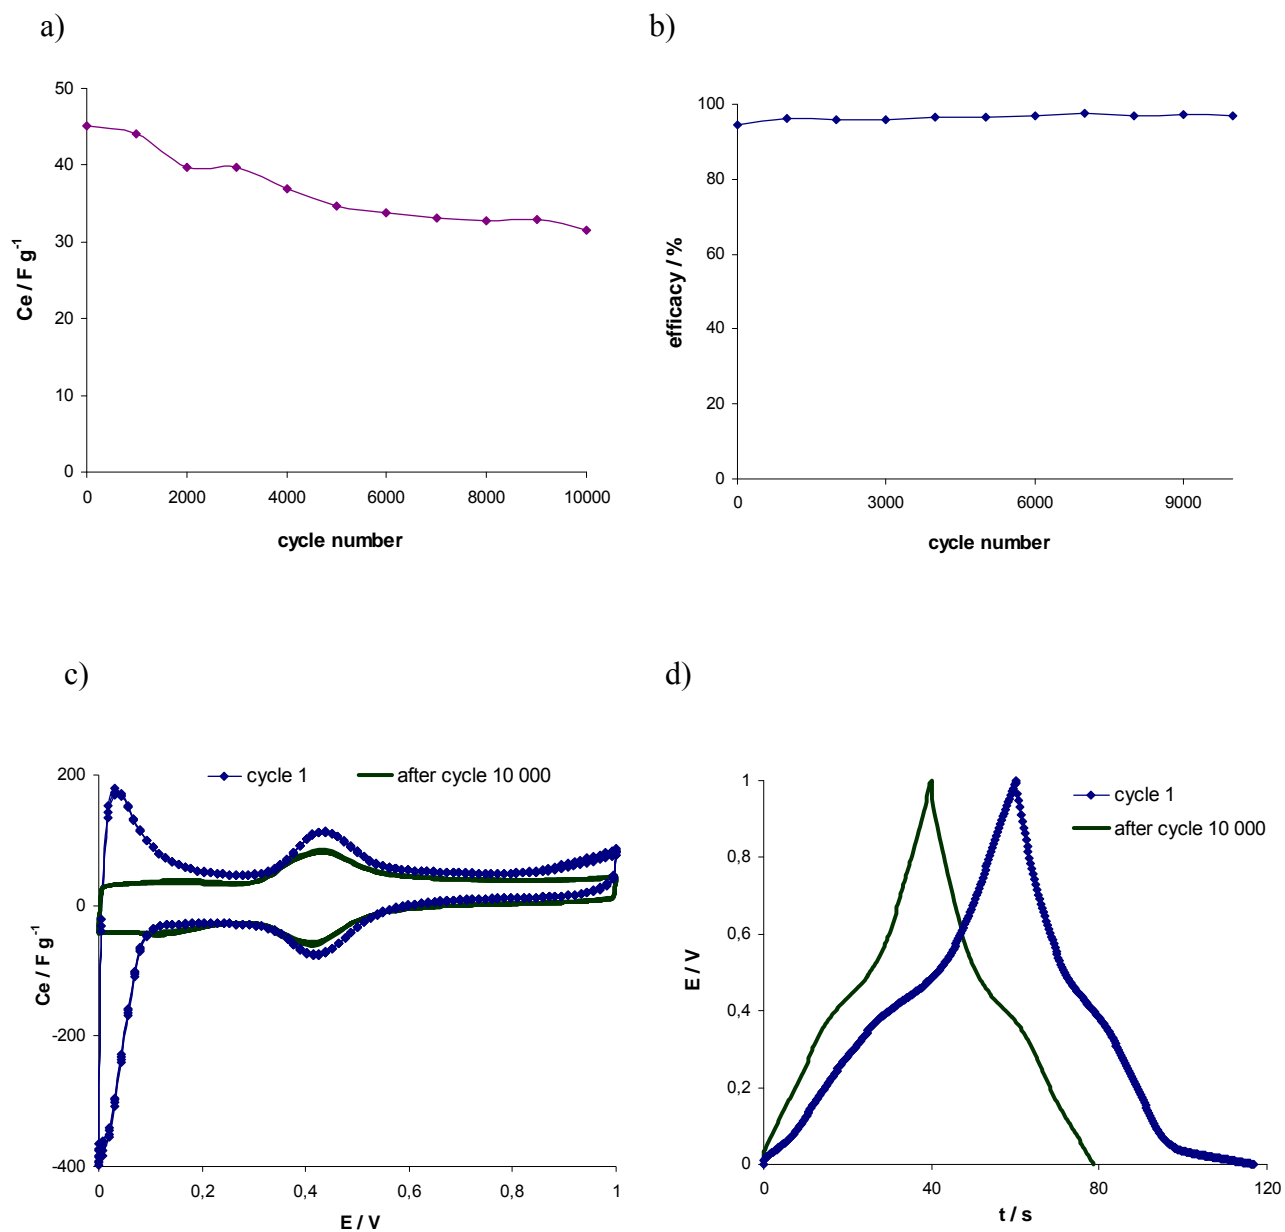 a)
b)
50
40
30
20
10
0
Ce / F g-1
0 2000 4000 6000 8000 10000
cycle number
100
80
60
40
20
0
efficacy / %
0 3000 6000 9000
cycle number
c)
d)
200
0
-200
-400
Ce / F g-1
cycle 1 after cycle 10 000
0 0,2 0,4 0,6 0,8 1
E / V
1
0,8
0,6
0,4
0,2
0
E / V
cycle 1
after cycle 10 000
0 40 80 120
t / s